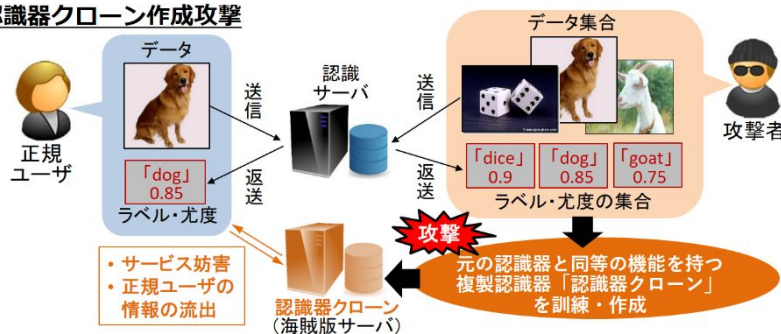 識器クローン作成攻撃
データ
正規
ユーザ
「dog」
0.85
ラベル・尤度
送信
返送
認識
サーバ
送信
返送
データ集合
「dice」
0.9
「dog」
0.85
「goat」
0.75
ラベル・尤度の集合
攻撃者
攻撃
元の認識器と同等の機能を持つ
複製認識器「認識器クローン」
を訓練・作成
認識器クローン
（海賊版サーバ）
・サービス妨害
・正規ユーザの
情報の流出